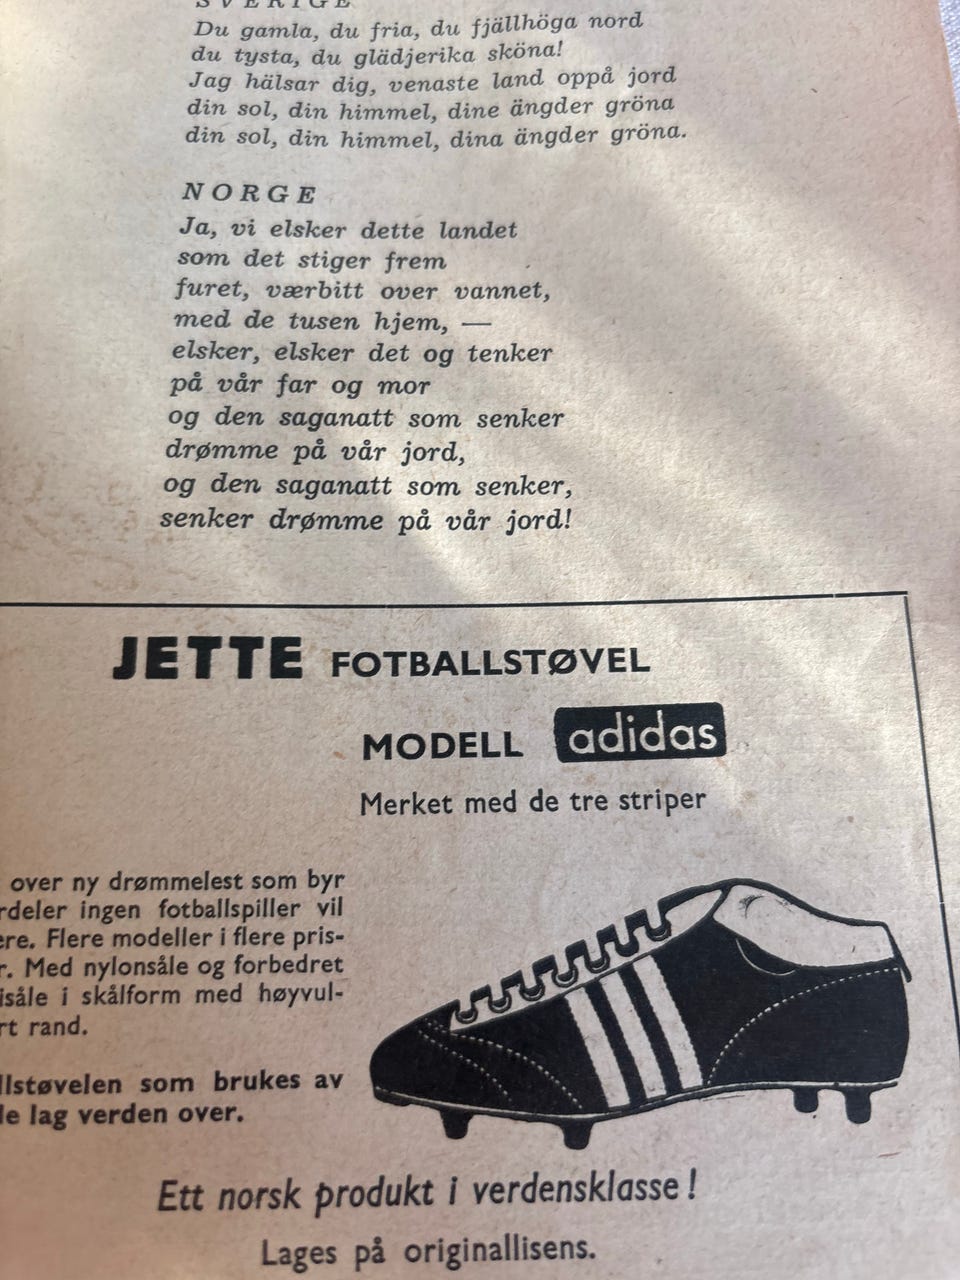 SVERIGE
Du gamla, du fria, du fjällhöga nord
du tysta, du glädjerika sköna!
Jag hälsar dig, venaste land oppå jord
din sol, din himmel, dine ängder gröna
din sol, din himmel, dina ängder gröna.
NORGE
Ja, vi elsker dette landet
som det stiger frem
furet, værbitt over vannet,
med de tusen hjem, —
elsker, elsker det og tenker
på vår far og mor
og den saganatt som senker
drømme på vår jord,
og den saganatt som senker,
senker drømme på vår jord!
JETTE FOTBALLSTØVEL
MODELL adidas
Merket med de tre striper
over ny drømmelest som byr
rdeler ingen fotballspiller vil
ere. Flere modeller i flere pris-
r. Med nylonsåle og forbedret
isåle i skålform med høyvul-
rt rand.
llstøvelen som brukes av
le lag verden over.
Ett norsk produkt i verdensklasse!
Lages på originallisens.